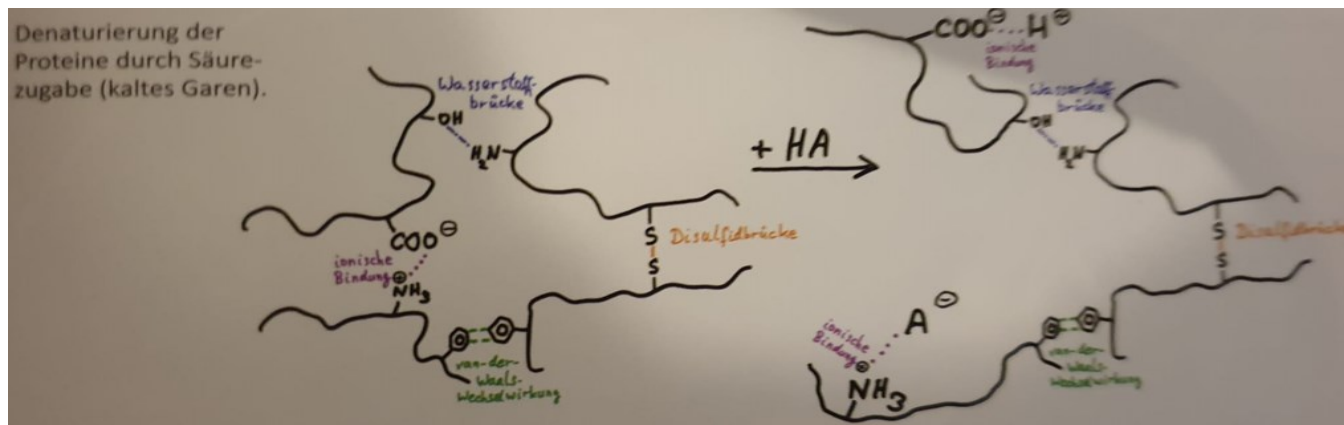 Denaturierung der
Proteine durch Säure-
zugabe (kaltes Garen).
Wasserstoff-
brücke
OH
H₂N
COO⊖
ionische
Bindung
⊕
NH₃
S
S
Disulfidbrücke
van-der-
Waals-
Wechselwirkung
+ HA
COO⊖
H⊕
ionische
Bindung
Wasserstoff-
brücke
OH
H₂N
S
S
Disulfidbrücke
A⊖
ionische
Bindung
⊕
NH₃
van-der-
Waals-
Wechselwirkung